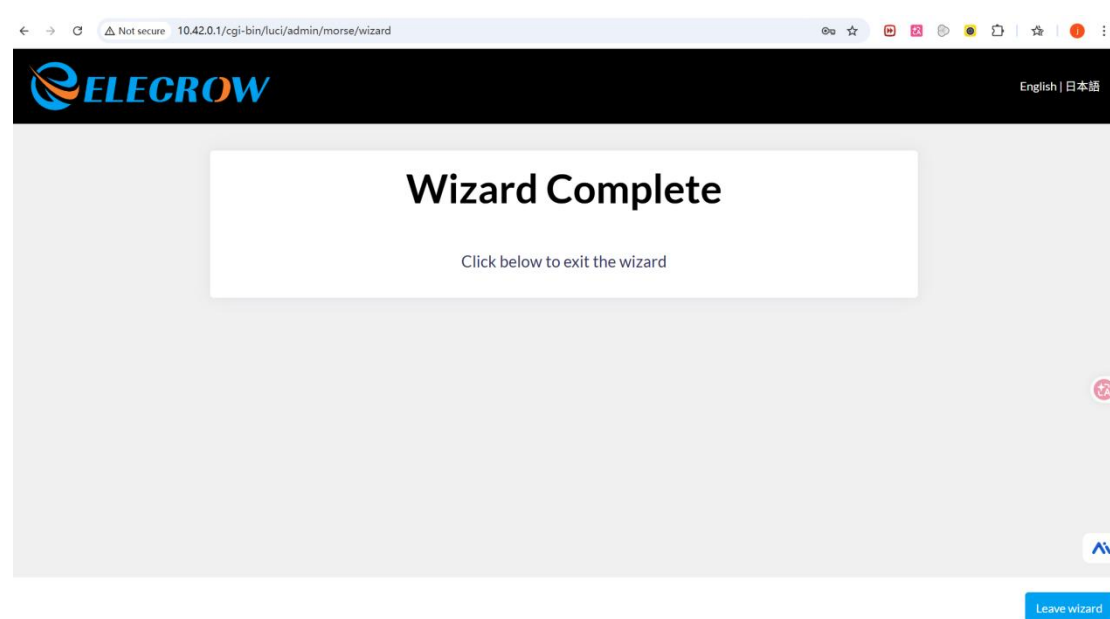 Not secure 10.42.0.1/cgi-bin/luci/admin/morse/wizard
ELECROW
English | 日本語
Wizard Complete
Click below to exit the wizard
Leave wizard